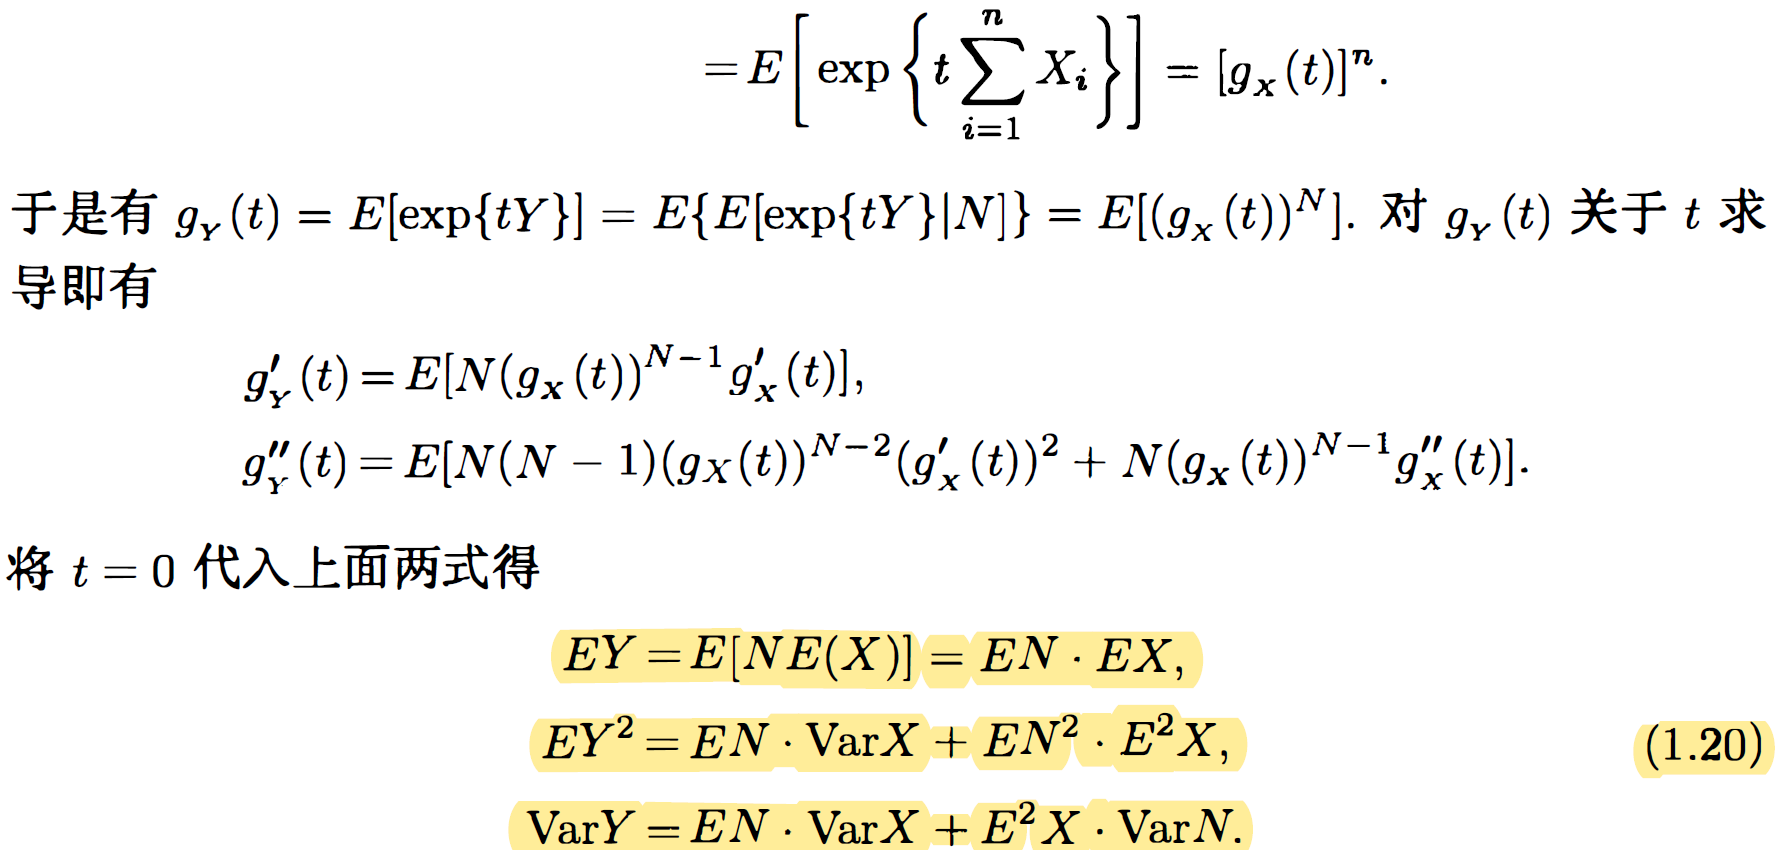 = E[exp{t∑_{i=1}^{n} X_i}] = [g_X(t)]^n.
于是有 g_Y(t) = E[exp{tY}] = E{E[exp{tY}|N]} = E[(g_X(t))^N]. 对 g_Y(t) 关于 t 求
导即有
g'_Y(t) = E[N(g_X(t))^{N−1} g'_X(t)],
g''_Y(t) = E[N(N − 1)(g_X(t))^{N−2}(g'_X(t))^2 + N(g_X(t))^{N−1} g''_X(t)].
将 t = 0 代入上面两式得
EY = E[NE(X)] = EN · EX,
EY^2 = EN · VarX + EN^2 · E^2X, (1.20)
VarY = EN · VarX + E^2X · VarN.